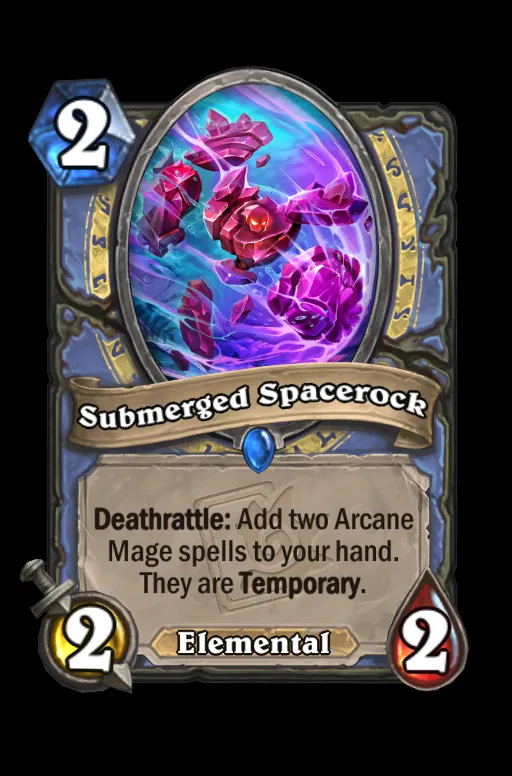 2
Submerged Spacerock
Deathrattle: Add two Arcane
Mage spells to your hand.
They are Temporary.
2
Elemental
2